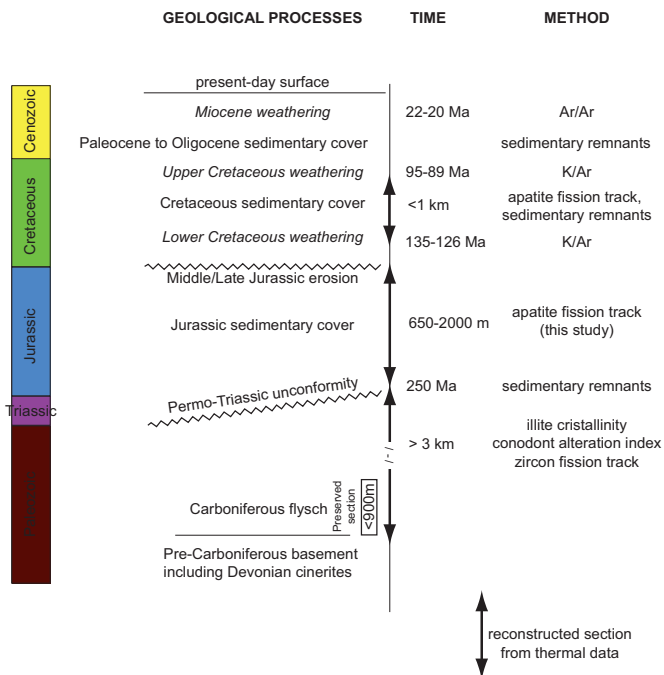 GEOLOGICAL PROCESSES TIME METHOD
present-day surface
Cenozoic
Miocene weathering 22-20 Ma Ar/Ar
Paleocene to Oligocene sedimentary cover sedimentary remnants
Upper Cretaceous weathering 95-89 Ma K/Ar
Cretaceous
Cretaceous sedimentary cover <1 km apatite fission track,
sedimentary remnants
Lower Cretaceous weathering 135-126 Ma K/Ar
Middle/Late Jurassic erosion
Jurassic
Jurassic sedimentary cover 650-2000 m apatite fission track
(this study)
Permo-Triassic unconformity 250 Ma sedimentary remnants
Triassic
illite cristallinity
> 3 km conodont alteration index
zircon fission track
/-/
Carboniferous flysch
Preserved
section
<900m
Pre-Carboniferous basement
including Devonian cinerites
reconstructed section
from thermal data